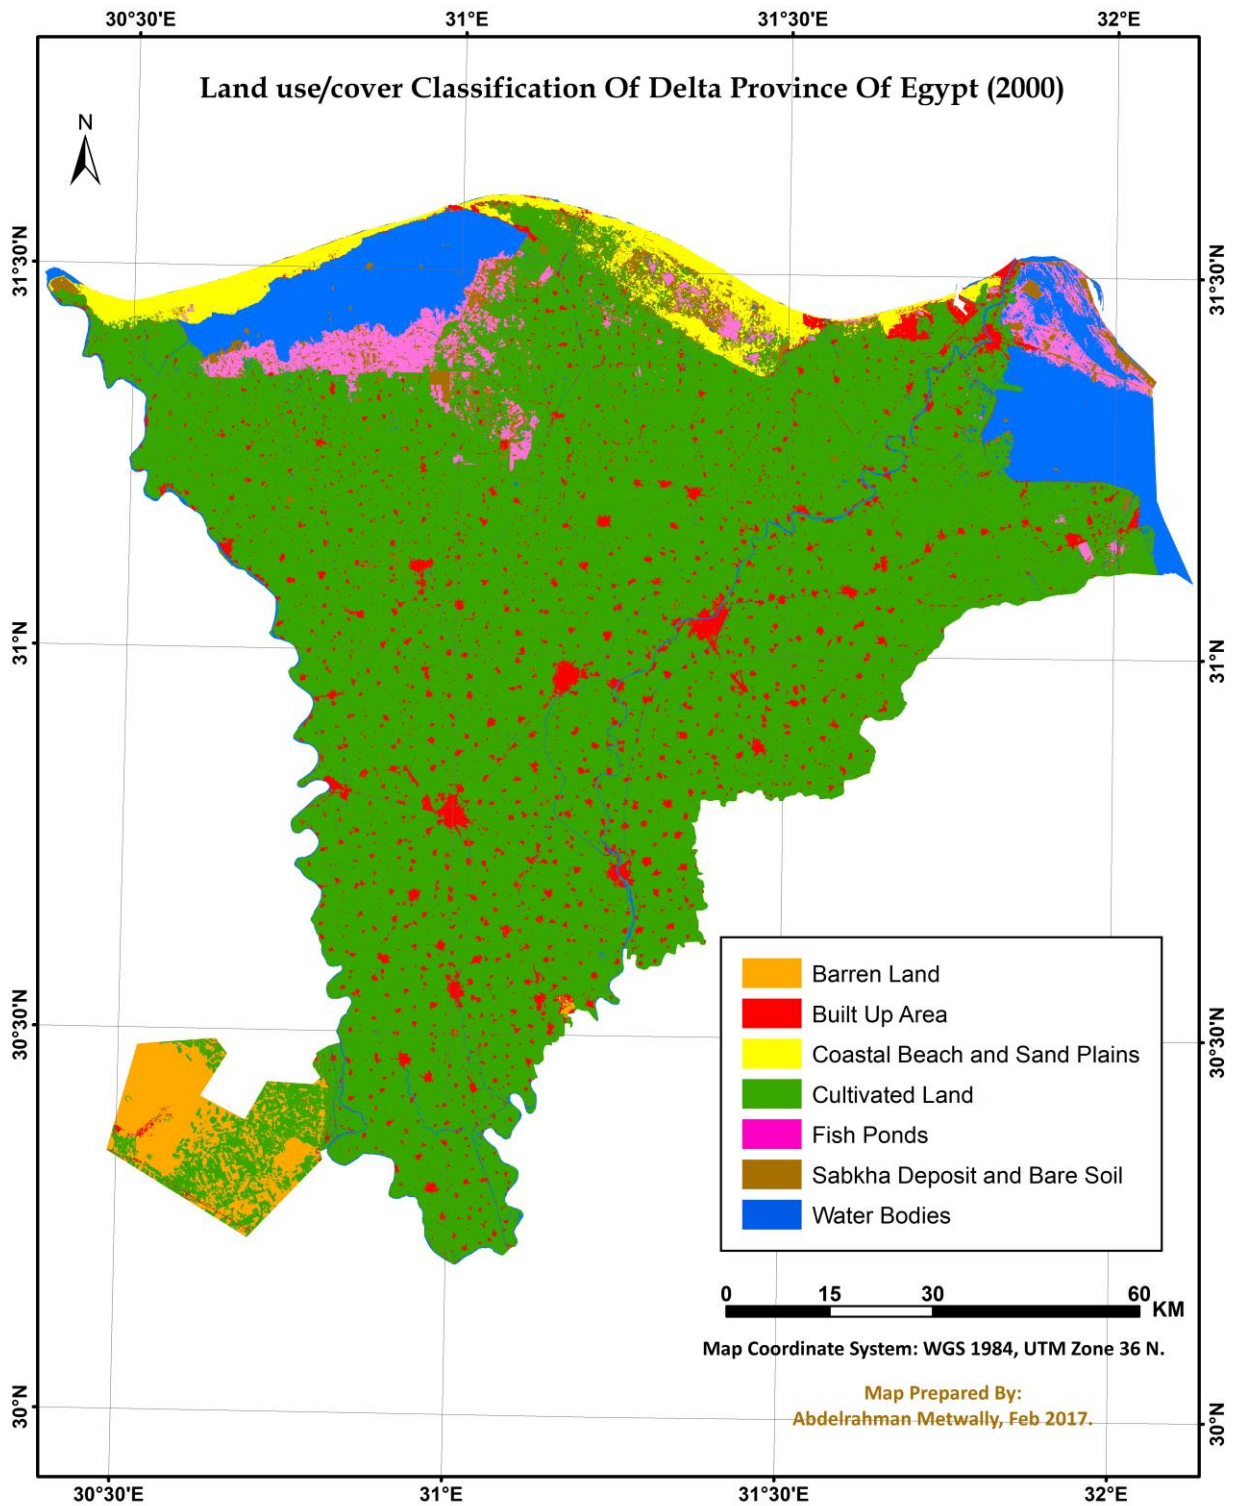 30°30'E 31°E 31°30'E 32°E
Land use/cover Classification Of Delta Province Of Egypt (2000)
N
31°30'N 31°30'N
31°N 31°N
30°30'N 30°30'N
30°N 30°N
Barren Land
Built Up Area
Coastal Beach and Sand Plains
Cultivated Land
Fish Ponds
Sabkha Deposit and Bare Soil
Water Bodies
0 15 30 60 KM
Map Coordinate System: WGS 1984, UTM Zone 36 N.
Map Prepared By:
Abdelrahman Metwally, Feb 2017.
30°30'E 31°E 31°30'E 32°E